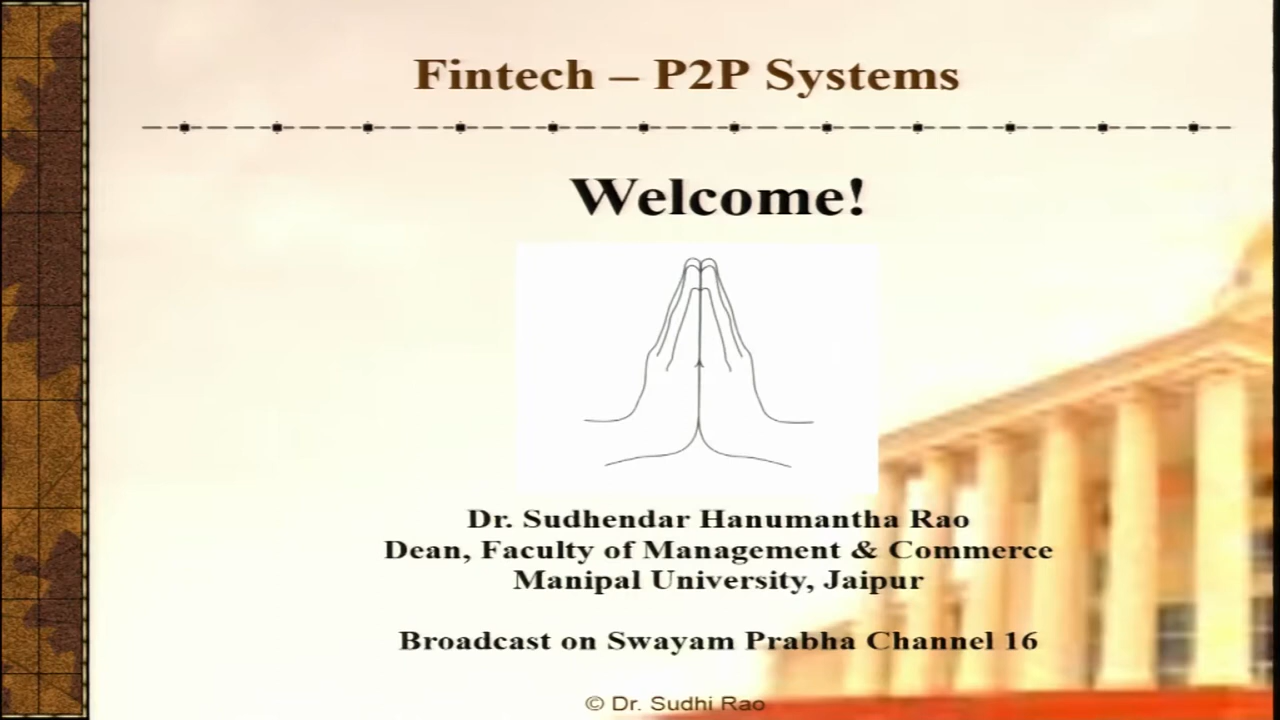 Fintech – P2P Systems
Welcome!
Dr. Sudhendar Hanumantha Rao
Dean, Faculty of Management & Commerce
Manipal University, Jaipur
Broadcast on Swayam Prabha Channel 16
© Dr. Sudhi Rao